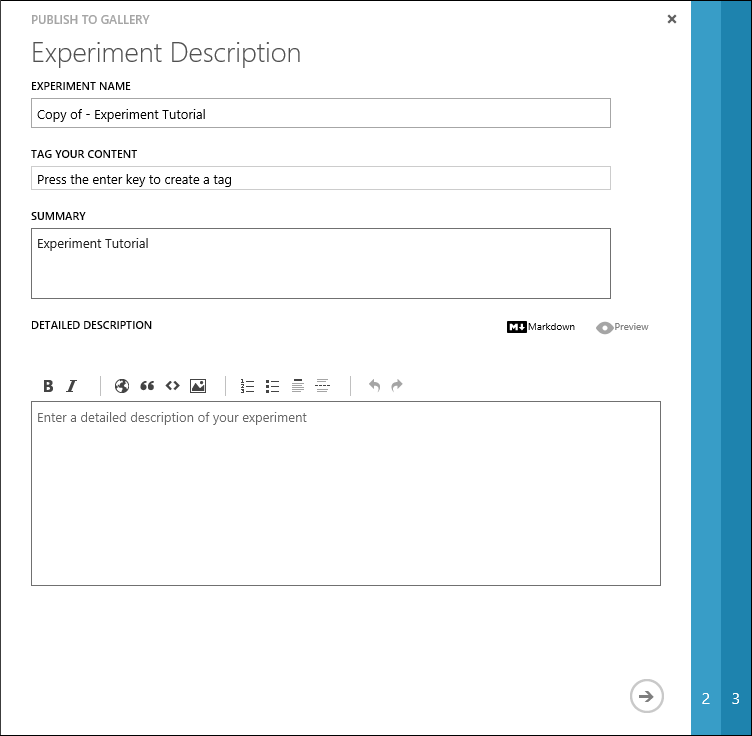 PUBLISH TO GALLERY
Experiment Description
EXPERIMENT NAME
Copy of - Experiment Tutorial
TAG YOUR CONTENT
Press the enter key to create a tag
SUMMARY
Experiment Tutorial
DETAILED DESCRIPTION
M Markdown Preview
B I
Enter a detailed description of your experiment
2 3